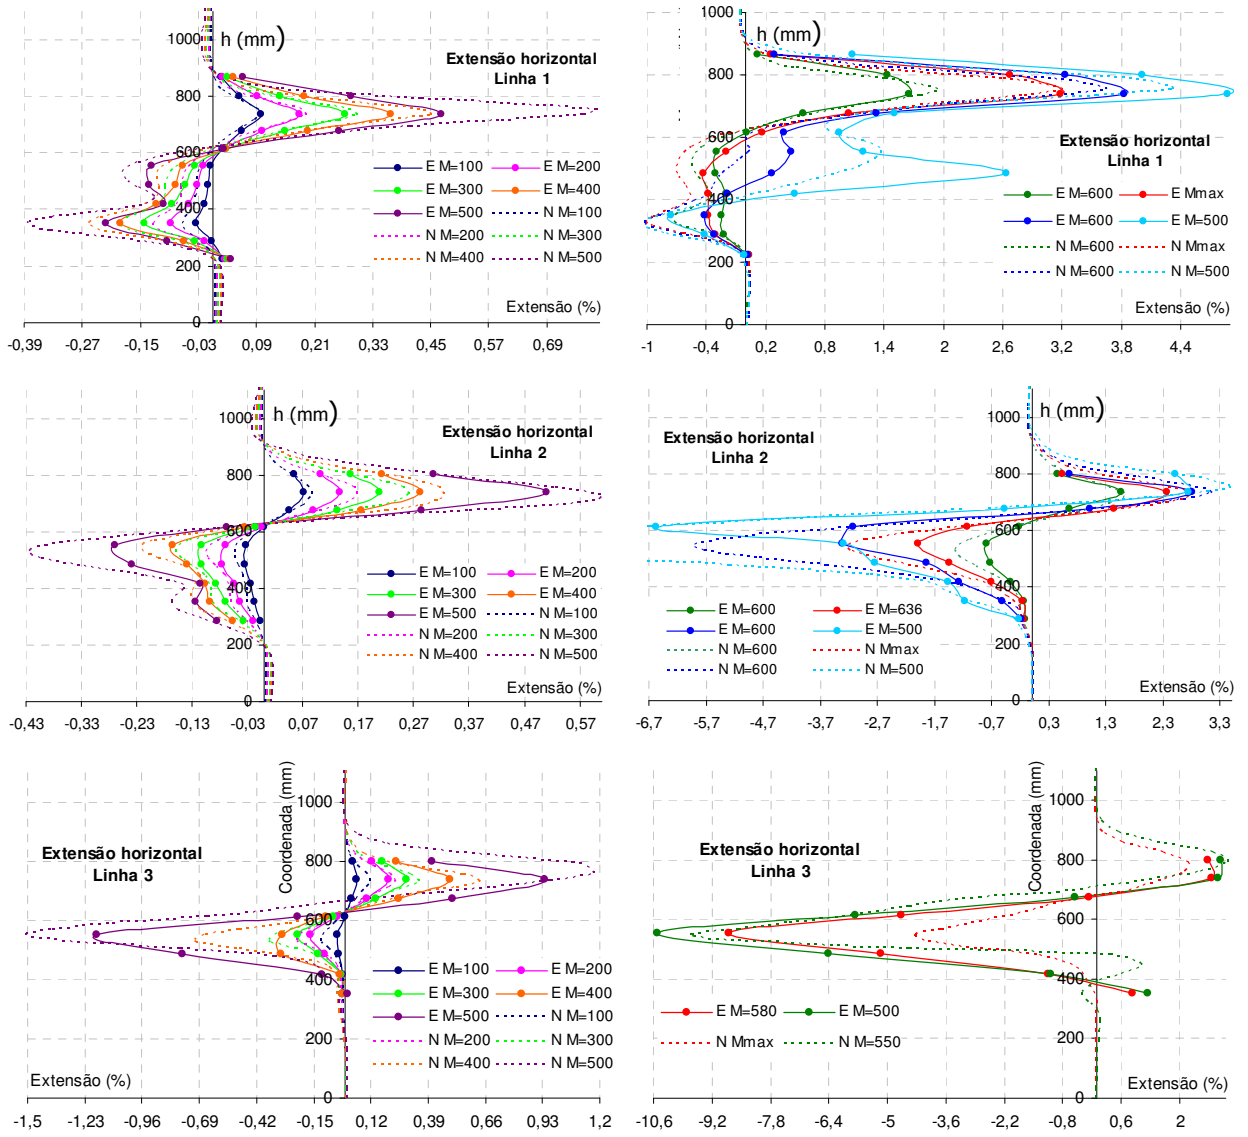 h (mm)
Extensão horizontal
Linha 1
1000
800
600
400
200
0
E M=100 E M=200
E M=300 E M=400
E M=500 N M=100
N M=200 N M=300
N M=400 N M=500
Extensão (%)
-0,39 -0,27 -0,15 -0,03 0,09 0,21 0,33 0,45 0,57 0,69
h (mm)
1000
800
600
400
200
0
Extensão horizontal
Linha 1
E M=600 E Mmax
E M=600 E M=500
N M=600 N Mmax
N M=600 N M=500
Extensão (%)
-1 -0,4 0,2 0,8 1,4 2 2,6 3,2 3,8 4,4
h (mm)
Extensão horizontal
Linha 2
1000
800
600
400
200
0
E M=100 E M=200
E M=300 E M=400
E M=500 N M=100
N M=200 N M=300
N M=400 N M=500
Extensão (%)
-0,43 -0,33 -0,23 -0,13 -0,03 0,07 0,17 0,27 0,37 0,47 0,57
h (mm)
Extensão horizontal
Linha 2
1000
800
600
400
200
0
E M=600 E M=636
E M=600 E M=500
N M=600 N Mmax
N M=600 N M=500
Extensão (%)
-6,7 -5,7 -4,7 -3,7 -2,7 -1,7 -0,7 0,3 1,3 2,3 3,3
Coordenada (mm)
Extensão horizontal
Linha 3
1000
800
600
400
200
0
E M=100 E M=200
E M=300 E M=400
E M=500 N M=100
N M=200 N M=300
N M=400 N M=500
Extensão (%)
-1,5 -1,23 -0,96 -0,69 -0,42 -0,15 0,12 0,39 0,66 0,93 1,2
Coordenada (mm)
Extensão horizontal
Linha 3
1000
800
600
400
200
0
E M=580 E M=500
N Mmax N M=550
Extensão (%)
-10,6 -9,2 -7,8 -6,4 -5 -3,6 -2,2 -0,8 0,6 2